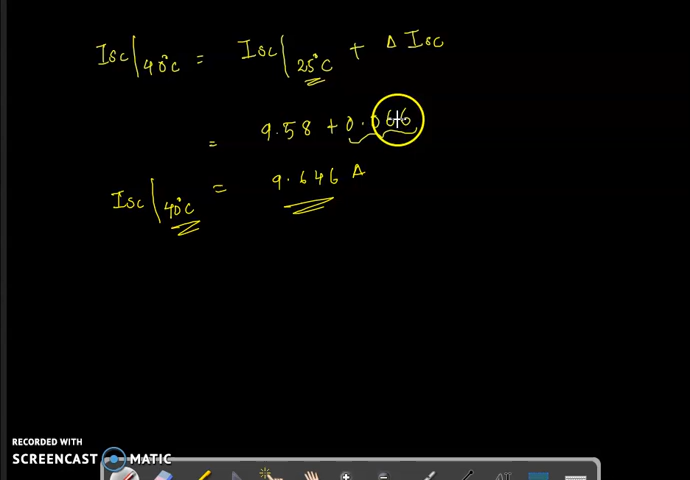 Isc|40°C = Isc|25°C + Δ Isc
= 9.58 + 0.066
Isc|40°C = 9.646 A
RECORDED WITH
SCREENCAST MATIC